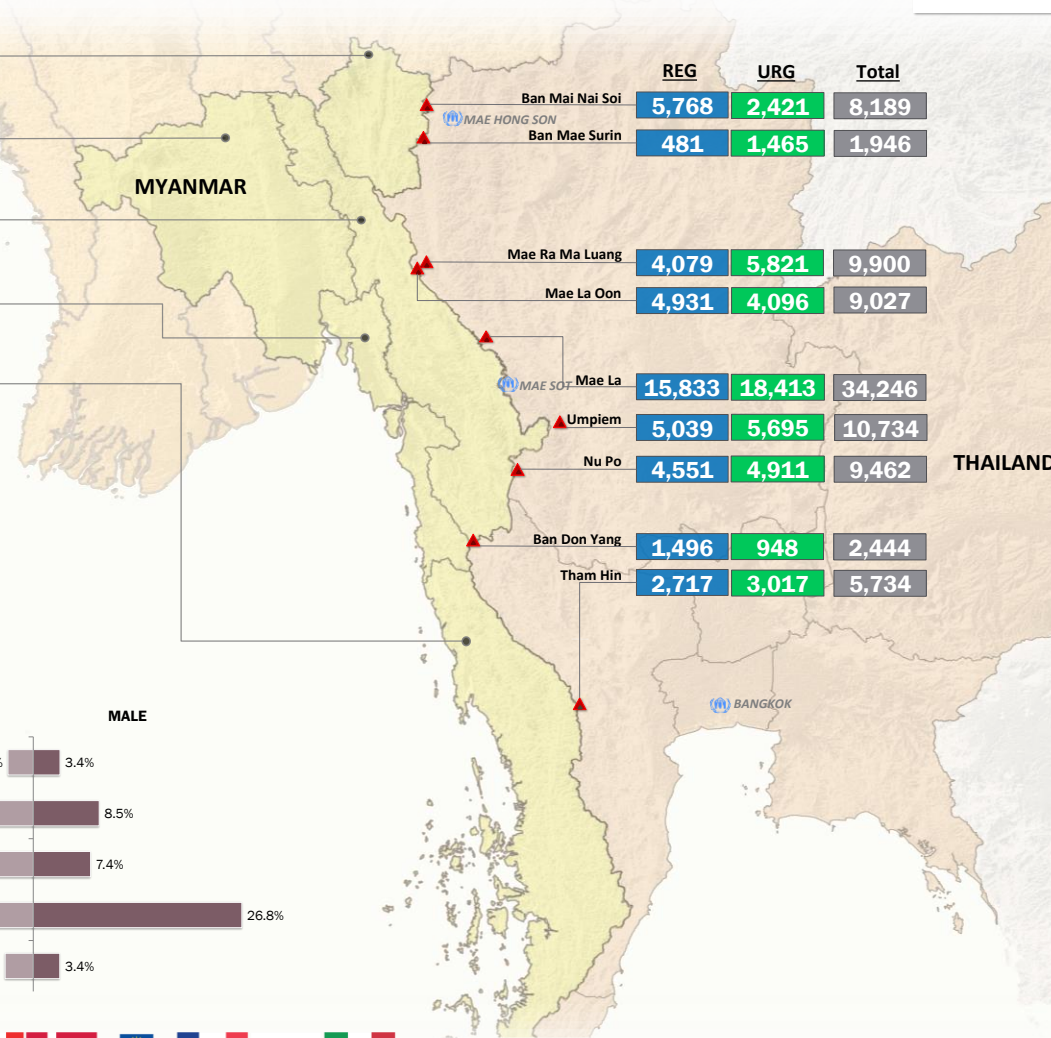 REG URG Total
Ban Mai Nai Soi 5,768 2,421 8,189
MAE HONG SON
Ban Mae Surin 481 1,465 1,946
MYANMAR
Mae Ra Ma Luang 4,079 5,821 9,900
Mae La Oon 4,931 4,096 9,027
MAE SOT
Mae La 15,833 18,413 34,246
Umpiem 5,039 5,695 10,734
Nu Po 4,551 4,911 9,462
THAILAND
Ban Don Yang 1,496 948 2,444
Tham Hin 2,717 3,017 5,734
BANGKOK
MALE
% 3.4%
8.5%
7.4%
26.8%
3.4%